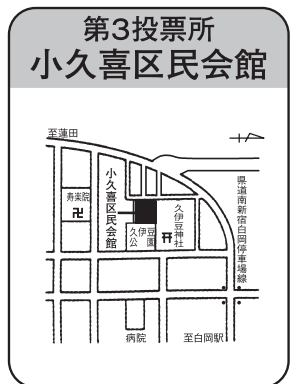 第3投票所
小久喜区民会館
至蓮田
寿楽院
卍
小久喜区民会館
久伊豆
公園
久伊豆神社
県道南新宿白岡停車場線
病院
至白岡駅